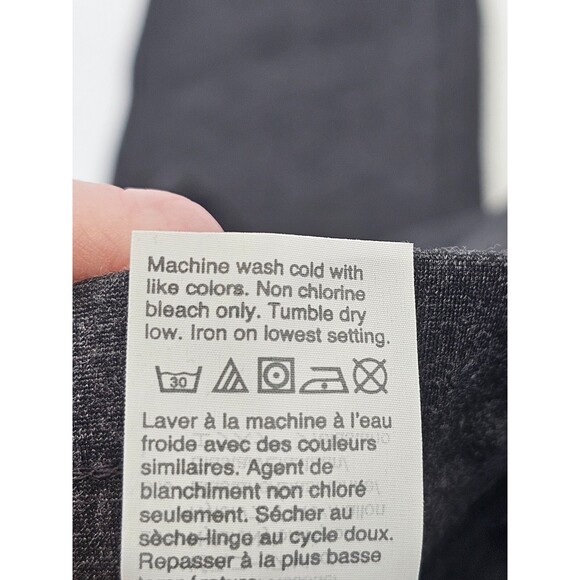 Machine wash cold with
like colors. Non chlorine
bleach only. Tumble dry
low. Iron on lowest setting.
30
Laver à la machine à l'eau
froide avec des couleurs
similaires. Agent de
blanchiment non chloré
seulement. Sécher au
sèche-linge au cycle doux.
Repasser à la plus basse